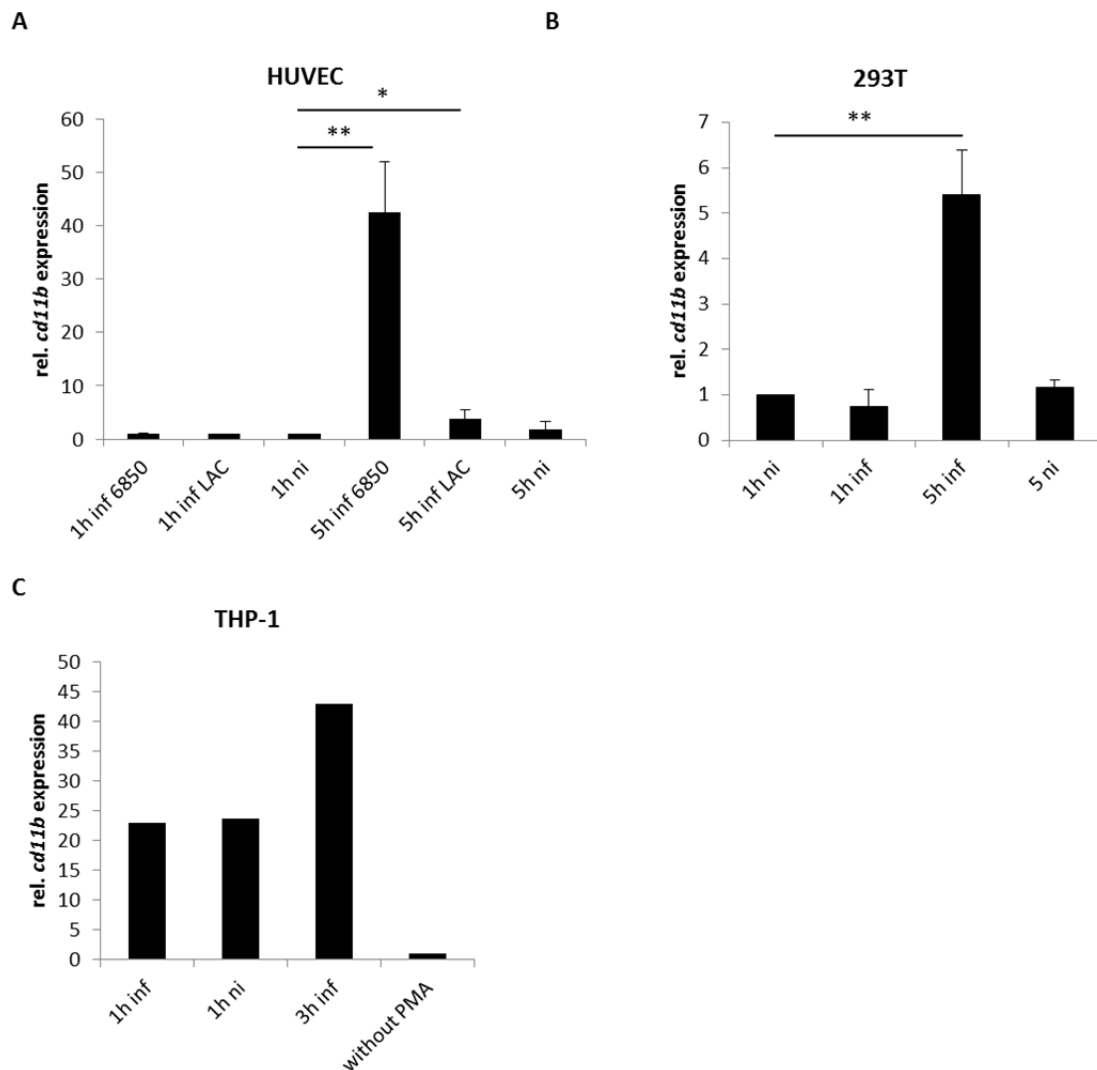 A
HUVEC
*
**
rel. cd11b expression
60
50
40
30
20
10
0
1h inf 6850
1h inf LAC
1h ni
5h inf 6850
5h inf LAC
5h ni
B
293T
**
rel. cd11b expression
7
6
5
4
3
2
1
0
1h ni
1h inf
5h inf
5 ni
C
THP-1
rel. cd11b expression
50
45
40
35
30
25
20
15
10
5
0
1h inf
1h ni
3h inf
without PMA